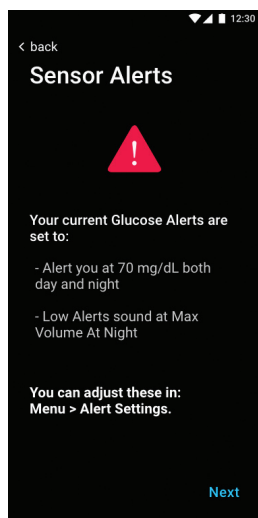 12:30
< back
Sensor Alerts
!
Your current Glucose Alerts are
set to:
- Alert you at 70 mg/dL both
day and night
- Low Alerts sound at Max
Volume At Night
You can adjust these in:
Menu > Alert Settings.
Next